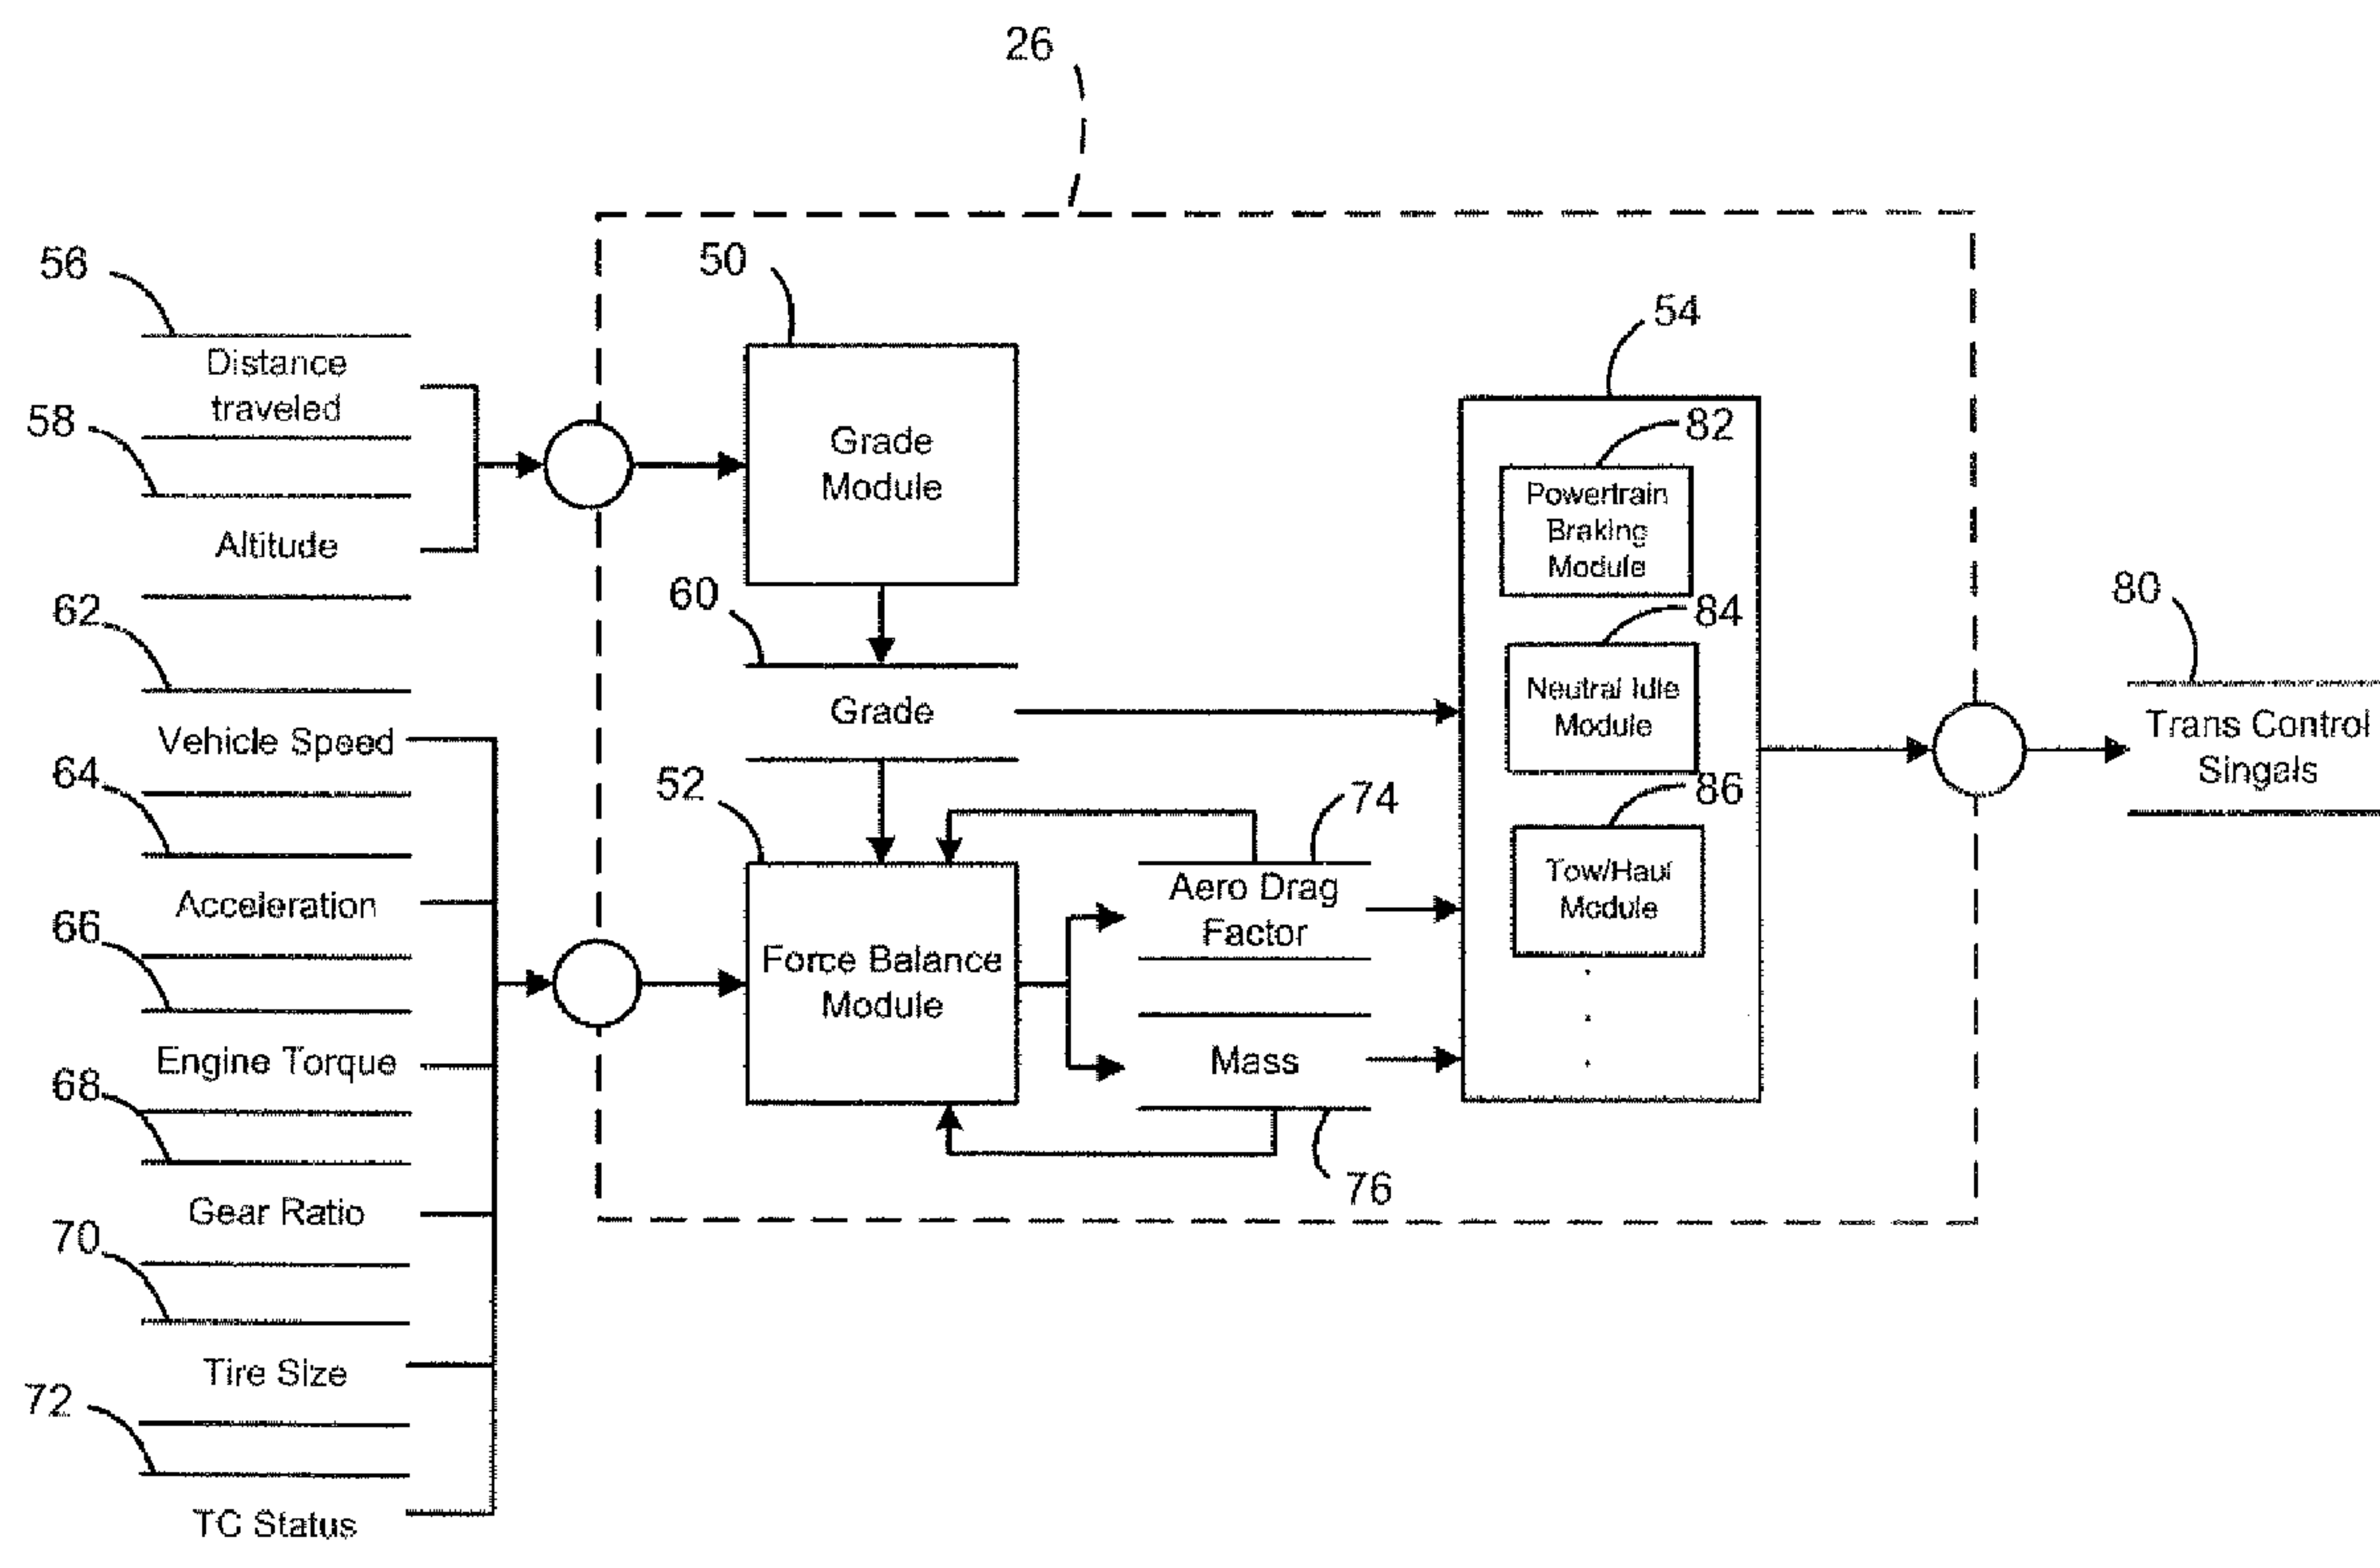 26
56
Distance
traveled
58
Altitude
62
Vehicle Speed
64
Acceleration
66
Engine Torque
68
Gear Ratio
70
Tire Size
72
TC Status
50
Grade
Module
60
Grade
52
Force Balance
Module
74
Aero Drag
Factor
Mass
76
54
82
Powertrain
Braking
Module
84
Neutral Idle
Module
86
Tow/Haul
Module
80
Trans Control
Singals